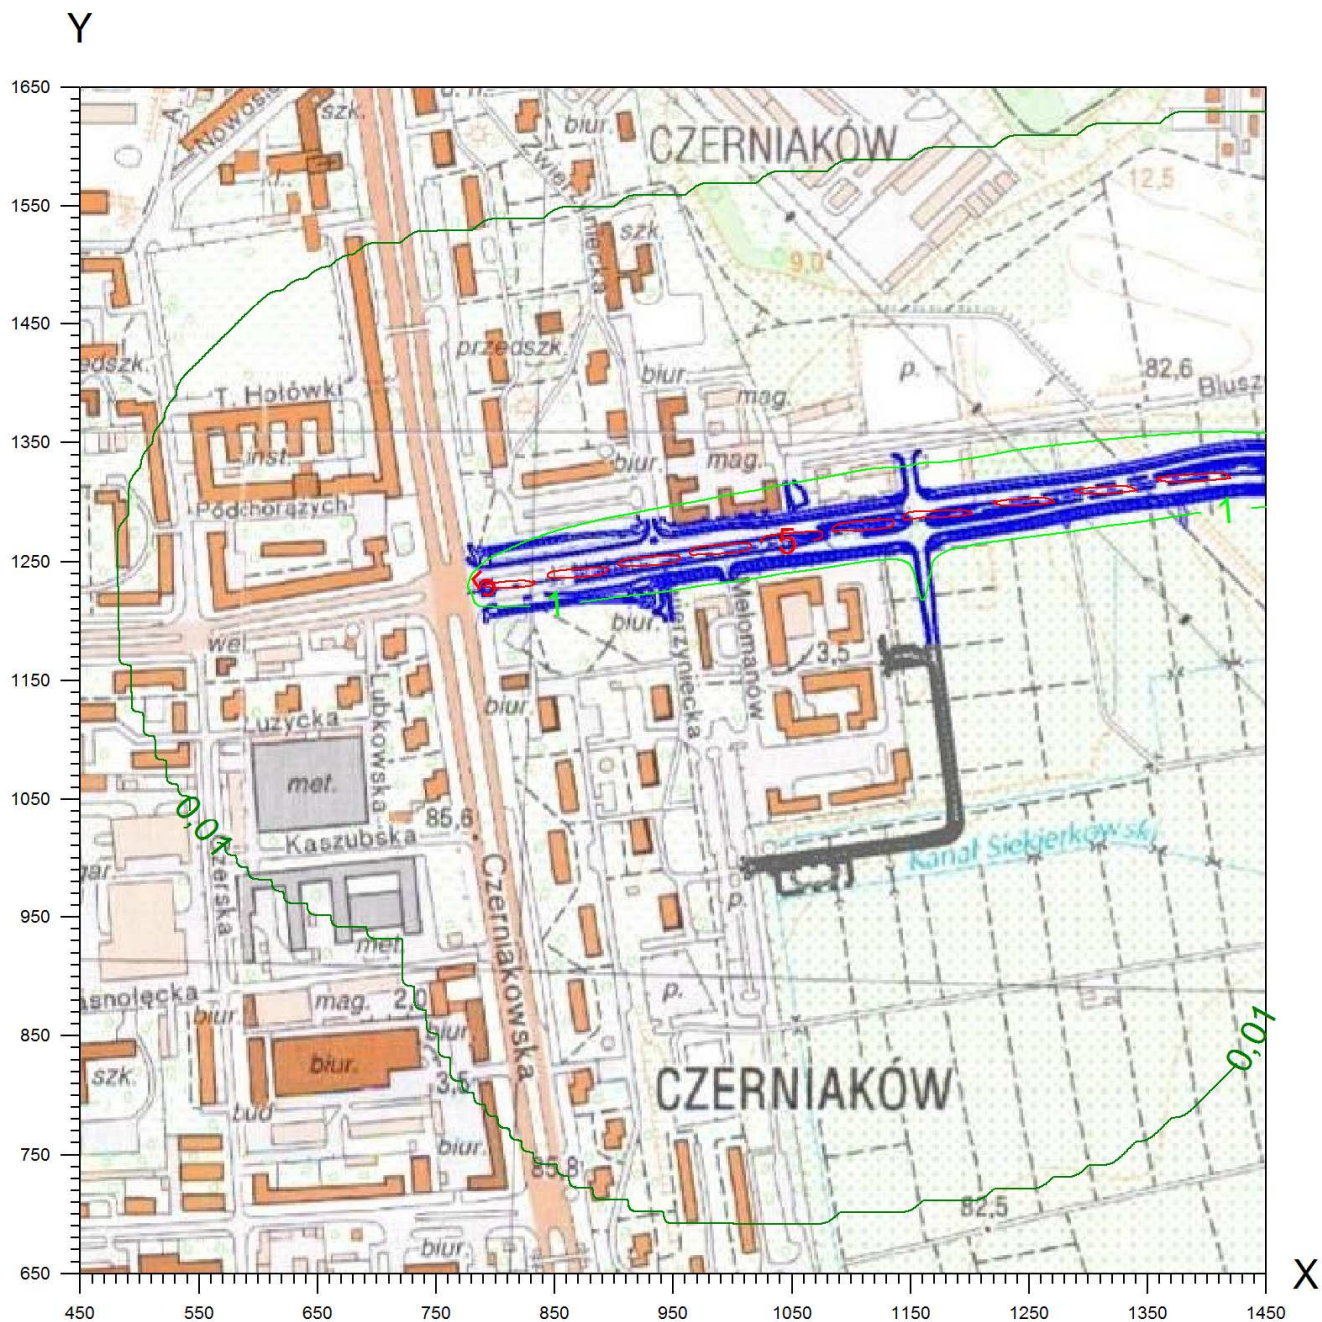 Y
1650
1550
1450
1350
1250
1150
1050
950
850
750
650
szk.
biur.
CZERNIAKÓW
12,5
szk.
9,0
przedszk.
biur.
p.
82,6
T. Hołówki
mag.
inst.
biur.
mag.
Podchorążych
5
1
1
biur.
wel.
3,5
Łużycka
biur.
met.
0,01
85,6
Kaszubska
Kanał Siekierkowski
Czerniakowska
p.
met.
mag.
2,0
p.
biur.
biur.
biur.
0,01
szk.
3,5
CZERNIAKÓW
biur.
85,8
82,5
biur.
X
450 550 650 750 850 950 1050 1150 1250 1350 1450